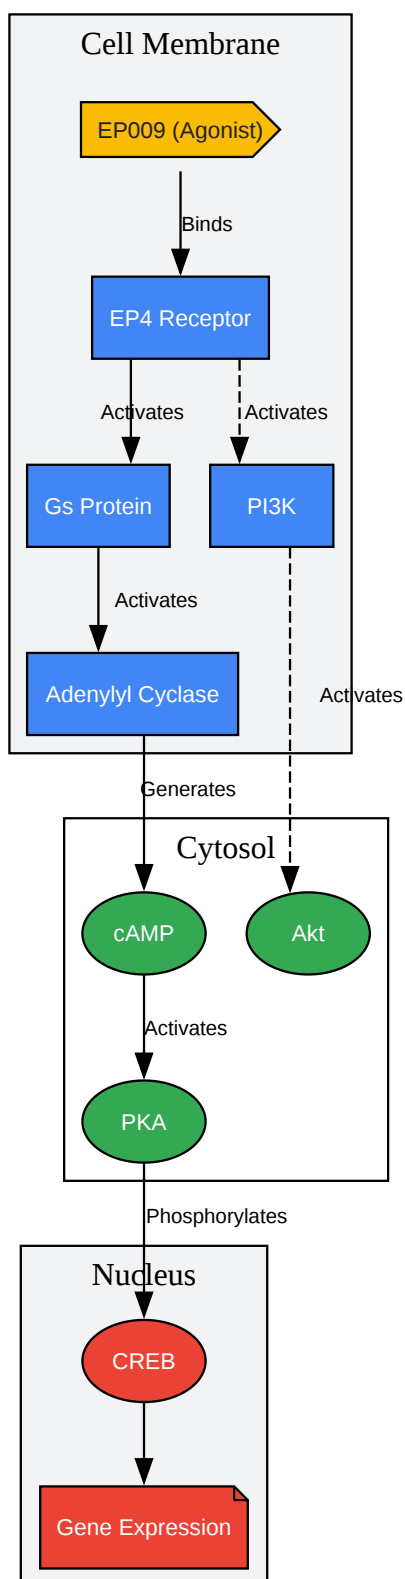 Cell Membrane
EP009 (Agonist)
Binds
EP4 Receptor
Activates
Activates
Gs Protein
PI3K
Activates
Adenylyl Cyclase
Activates
Generates
Cytosol
cAMP
Akt
Activates
PKA
Phosphorylates
Nucleus
CREB
Gene Expression